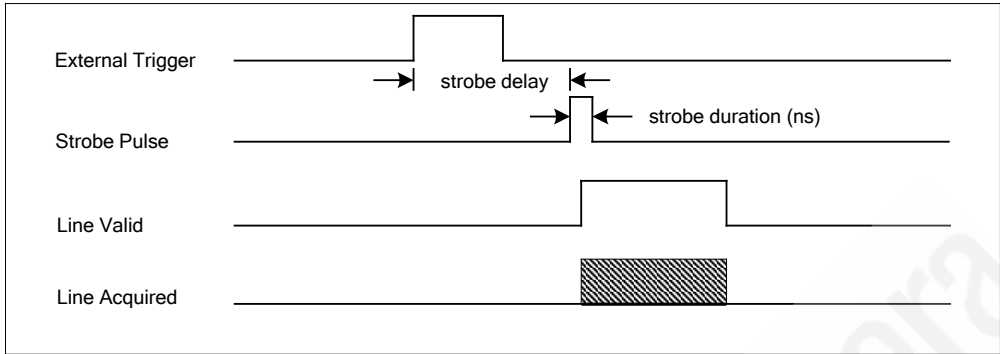 External Trigger
strobe delay
strobe duration (ns)
Strobe Pulse
Line Valid
Line Acquired